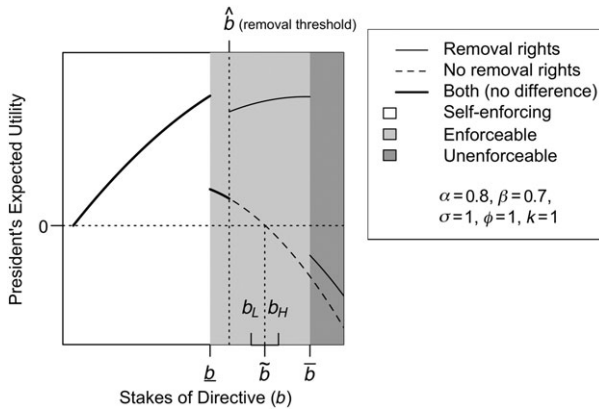 b̂ (removal threshold)
President's Expected Utility
0
b_L b_H
b̲ b̃ b̄
Stakes of Directive (b)
Removal rights
No removal rights
Both (no difference)
Self-enforcing
Enforceable
Unenforceable
α=0.8, β=0.7,
σ=1, ϕ=1, k=1